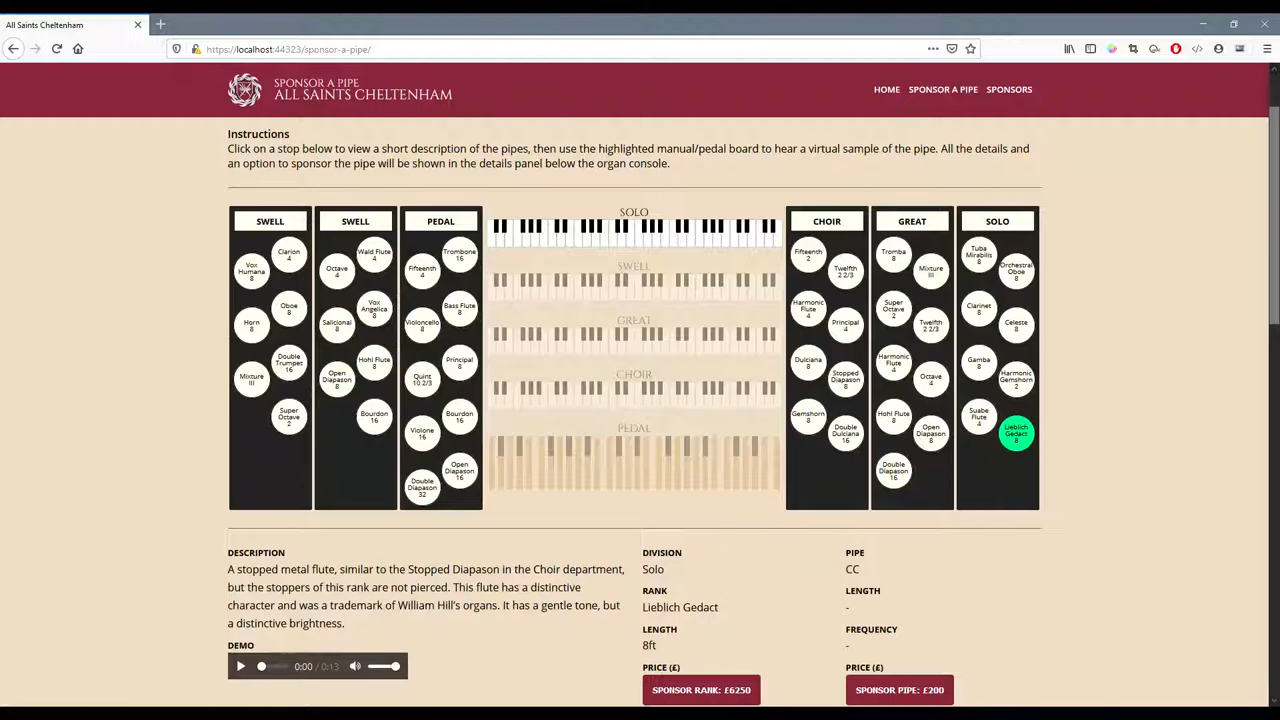 All Saints Cheltenham
https://localhost:44323/sponsor-a-pipe/
SPONSOR A PIPE
ALL SAINTS CHELTENHAM
HOME SPONSOR A PIPE SPONSORS
Instructions
Click on a stop below to view a short description of the pipes, then use the highlighted manual/pedal board to hear a virtual sample of the pipe. All the details and
an option to sponsor the pipe will be shown in the details panel below the organ console.
SWELL
Clarion
4
Vox
Humana
8
Oboe
8
Horn
8
Double
Trumpet
16
Mixture
III
Super
Octave
2
SWELL
Wald Flute
4
Octave
4
Vox
Angelica
8
Salicional
8
Hohl Flute
8
Open
Diapason
8
Bourdon
16
PEDAL
Trombone
16
Fifteenth
4
Bass Flute
8
Violoncello
8
Principal
8
Quint
10 2/3
Bourdon
16
Violone
16
Open
Diapason
16
Double
Diapason
32
SOLO
SWELL
GREAT
CHOIR
PEDAL
CHOIR
Fifteenth
2
Twelfth
2 2/3
Harmonic
Flute
4
Principal
4
Dulciana
8
Stopped
Diapason
8
Gemshorn
8
Double
Dulciana
16
GREAT
Tromba
8
Mixture
III
Super
Octave
2
Twelfth
2 2/3
Harmonic
Flute
4
Octave
4
Hohl Flute
8
Open
Diapason
8
Double
Diapason
16
SOLO
Tuba
Mirabilis
8
Orchestral
Oboe
8
Clarinet
8
Celeste
8
Gamba
8
Harmonic
Gemshorn
2
Suabe
Flute
4
Lieblich
Gedact
8
DESCRIPTION
A stopped metal flute, similar to the Stopped Diapason in the Choir department,
but the stoppers of this rank are not pierced. This flute has a distinctive
character and was a trademark of William Hill's organs. It has a gentle tone, but
a distinctive brightness.
DEMO
0:00 / 0:13
DIVISION
Solo
RANK
Lieblich Gedact
LENGTH
8ft
PRICE (£)
SPONSOR RANK: £6250
PIPE
CC
LENGTH
-
FREQUENCY
-
PRICE (£)
SPONSOR PIPE: £200